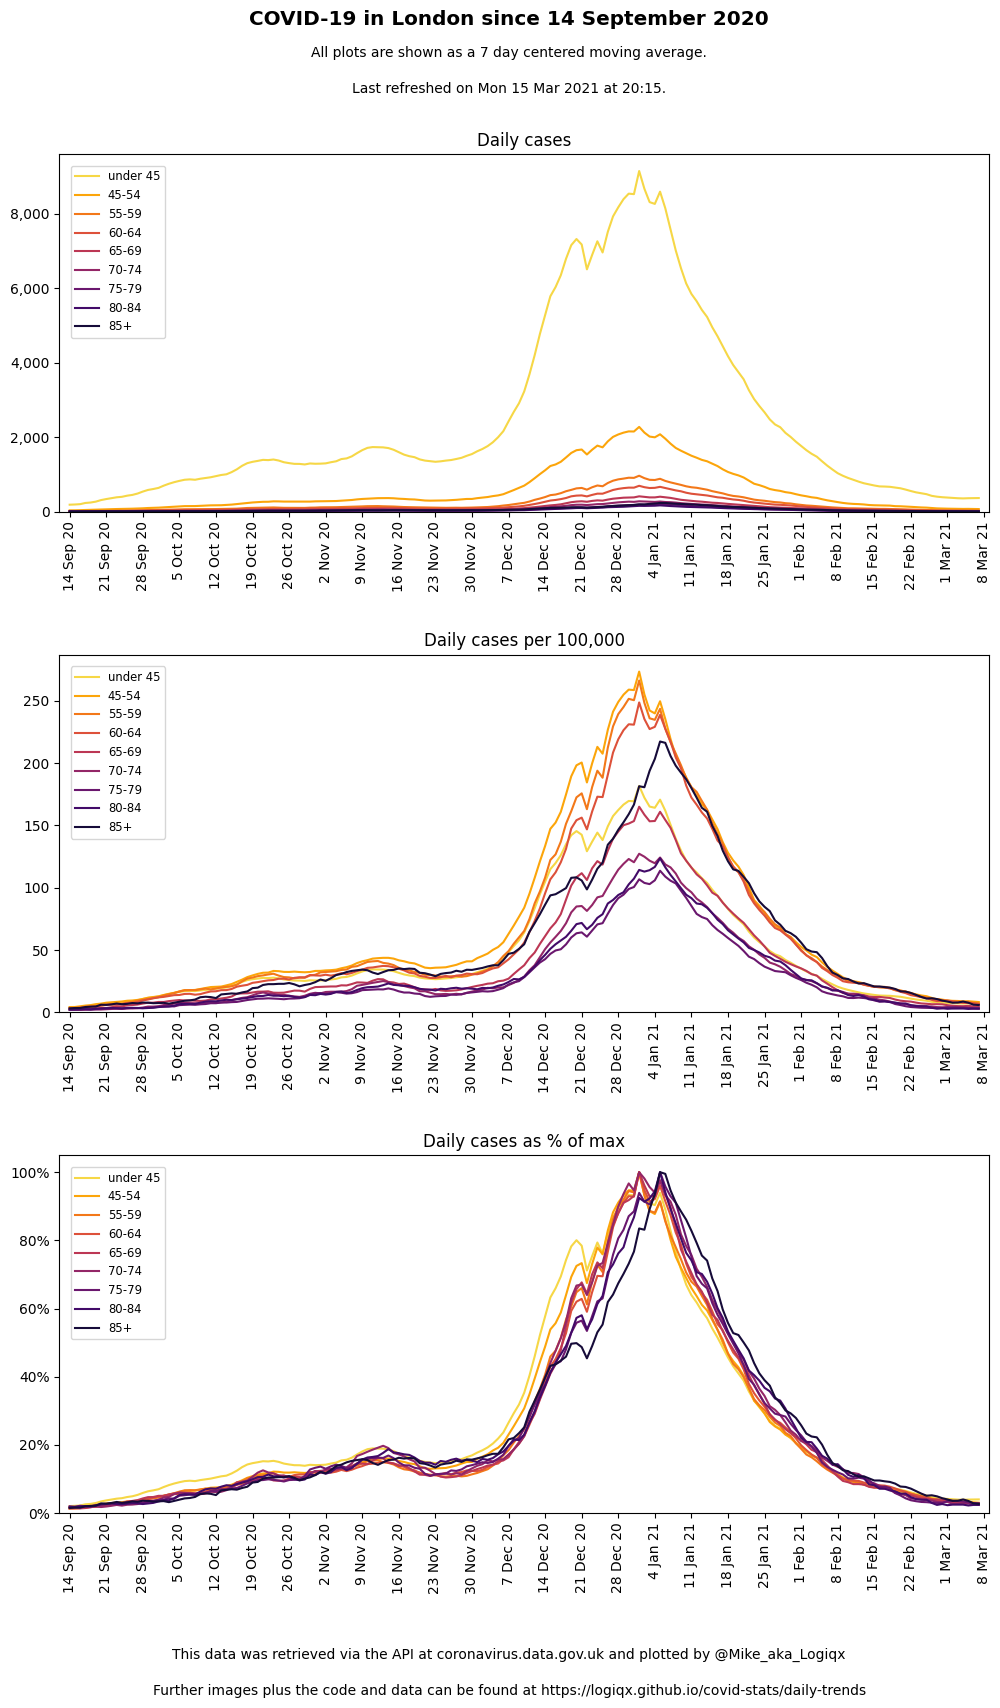 COVID-19 in London since 14 September 2020
All plots are shown as a 7 day centered moving average.
Last refreshed on Mon 15 Mar 2021 at 20:15.
Daily cases
under 45
45-54
55-59
60-64
65-69
70-74
75-79
80-84
85+
8,000
6,000
4,000
2,000
0
14 Sep 20
21 Sep 20
28 Sep 20
5 Oct 20
12 Oct 20
19 Oct 20
26 Oct 20
2 Nov 20
9 Nov 20
16 Nov 20
23 Nov 20
30 Nov 20
7 Dec 20
14 Dec 20
21 Dec 20
28 Dec 20
4 Jan 21
11 Jan 21
18 Jan 21
25 Jan 21
1 Feb 21
8 Feb 21
15 Feb 21
22 Feb 21
1 Mar 21
8 Mar 21
Daily cases per 100,000
under 45
45-54
55-59
60-64
65-69
70-74
75-79
80-84
85+
250
200
150
100
50
0
14 Sep 20
21 Sep 20
28 Sep 20
5 Oct 20
12 Oct 20
19 Oct 20
26 Oct 20
2 Nov 20
9 Nov 20
16 Nov 20
23 Nov 20
30 Nov 20
7 Dec 20
14 Dec 20
21 Dec 20
28 Dec 20
4 Jan 21
11 Jan 21
18 Jan 21
25 Jan 21
1 Feb 21
8 Feb 21
15 Feb 21
22 Feb 21
1 Mar 21
8 Mar 21
Daily cases as % of max
under 45
45-54
55-59
60-64
65-69
70-74
75-79
80-84
85+
100%
80%
60%
40%
20%
0%
14 Sep 20
21 Sep 20
28 Sep 20
5 Oct 20
12 Oct 20
19 Oct 20
26 Oct 20
2 Nov 20
9 Nov 20
16 Nov 20
23 Nov 20
30 Nov 20
7 Dec 20
14 Dec 20
21 Dec 20
28 Dec 20
4 Jan 21
11 Jan 21
18 Jan 21
25 Jan 21
1 Feb 21
8 Feb 21
15 Feb 21
22 Feb 21
1 Mar 21
8 Mar 21
This data was retrieved via the API at coronavirus.data.gov.uk and plotted by @Mike_aka_Logiqx
Further images plus the code and data can be found at https://logiqx.github.io/covid-stats/daily-trends